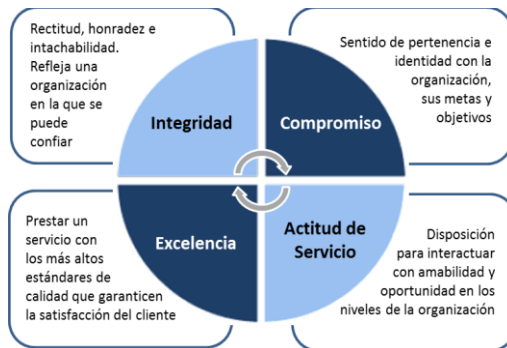 Rectitud, honradez e
intachabilidad.
Refleja una
organización
en la que se
puede
confiar
Integridad
Compromiso
Sentido de pertenencia e
identidad con la
organización,
sus metas y
objetivos
Prestar un
servicio con
los más altos
estándares de
calidad que garanticen
la satisfacción del cliente
Excelencia
Actitud de
Servicio
Disposición
para interactuar
con amabilidad y
oportunidad en los
niveles de la organización